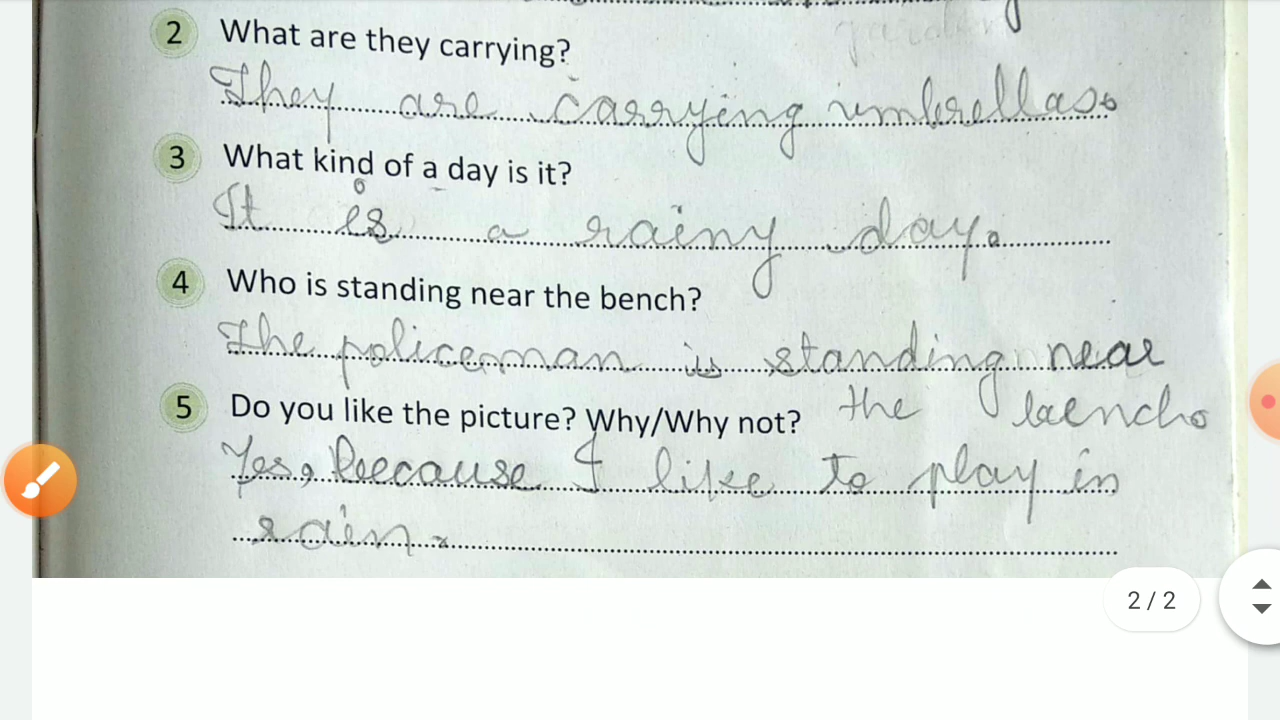 garden
2 What are they carrying?
They are carrying umbrellas.
3 What kind of a day is it?
It is a rainy day.
4 Who is standing near the bench?
The policeman is standing near
the bench.
5 Do you like the picture? Why/Why not?
Yes, Because I like to play in
rain.
2 / 2